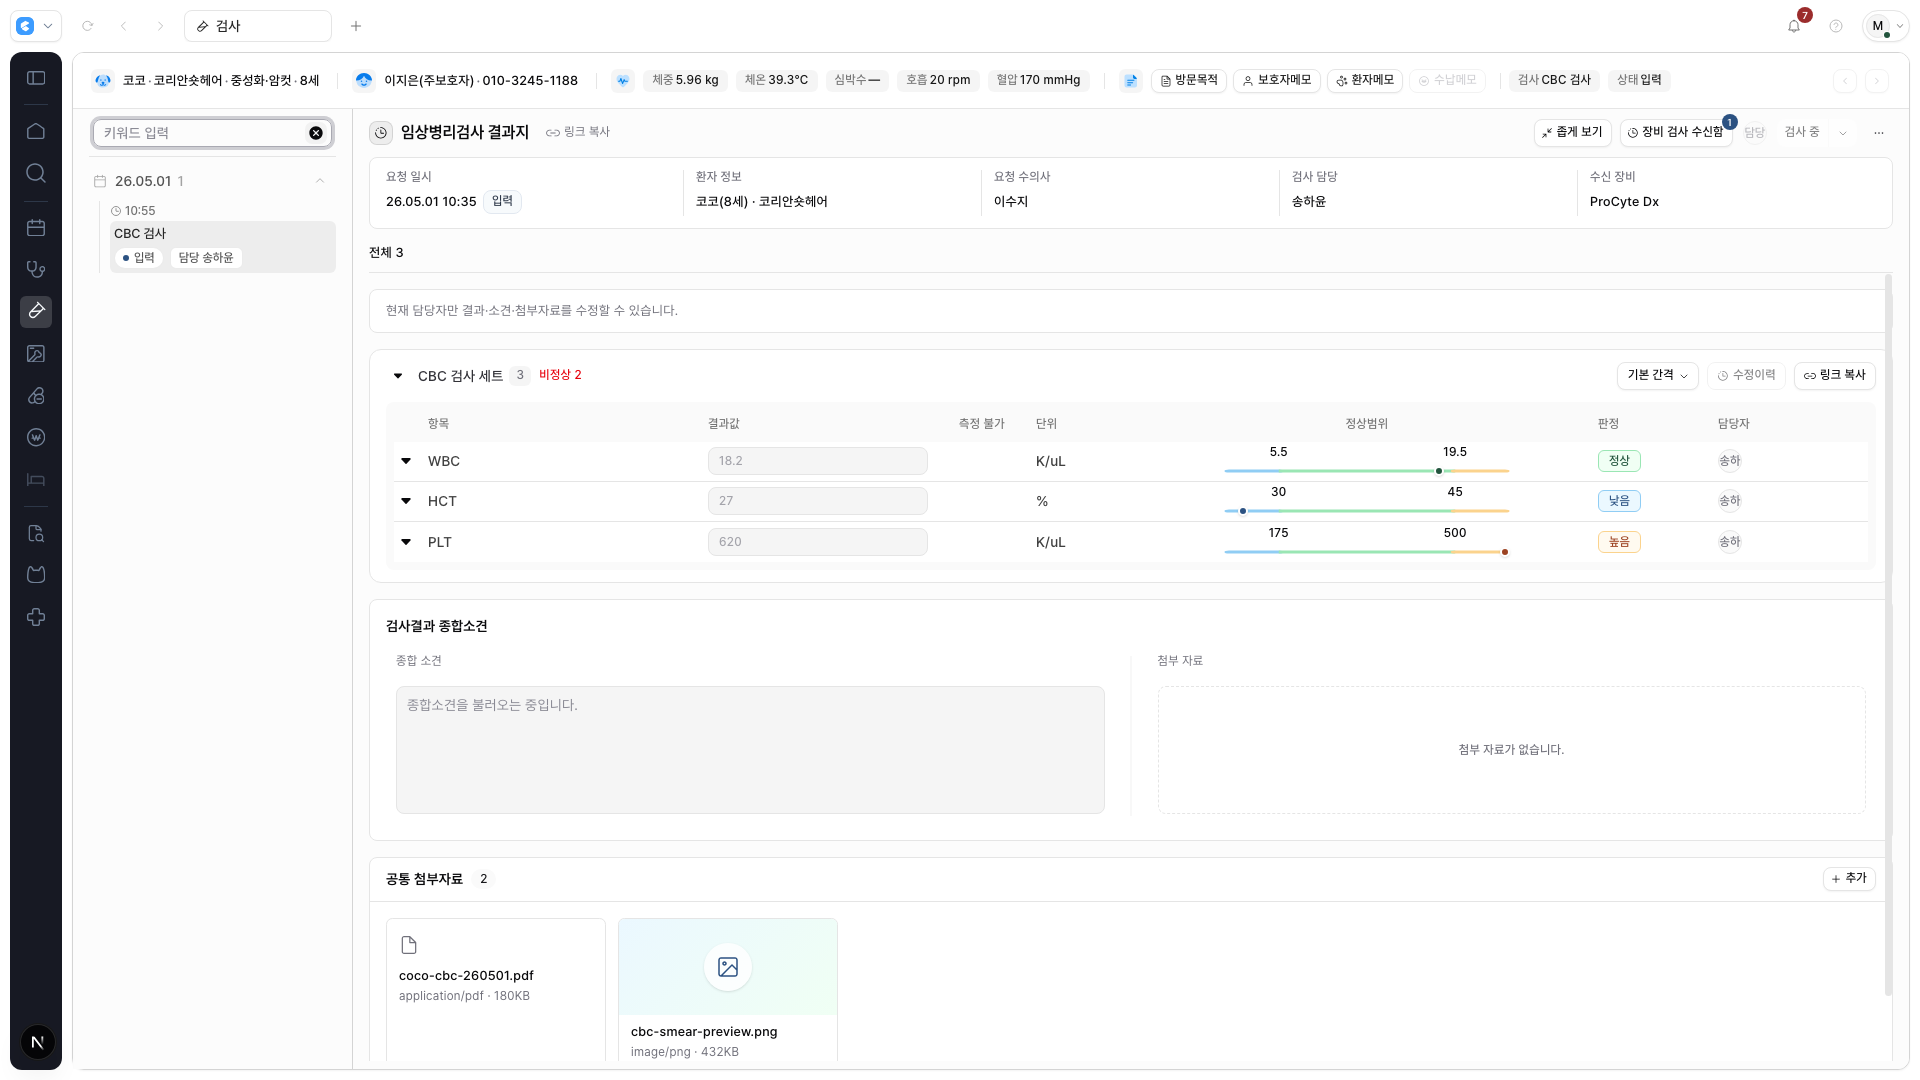 검사
7
M
코코 · 코리안숏헤어 · 중성화·암컷 · 8세
이지은(주보호자) · 010-3245-1188
체중 5.96 kg
체온 39.3°C
심박수 —
호흡 20 rpm
혈압 170 mmHg
방문목적
보호자메모
환자메모
수납메모
검사 CBC 검사
상태 입력
키워드 입력
26.05.01 1
10:55
CBC 검사
입력
담당 송하윤
임상병리검사 결과지
링크 복사
좁게 보기
장비 검사 수신함
1
담당
검사 중
요청 일시
26.05.01 10:35 입력
환자 정보
코코(8세) · 코리안숏헤어
요청 수의사
이수지
검사 담당
송하윤
수신 장비
ProCyte Dx
전체 3
현재 담당자만 결과·소견·첨부자료를 수정할 수 있습니다.
CBC 검사 세트 3 비정상 2
기본 간격
수정이력
링크 복사
항목 결과값 측정 불가 단위 정상범위 판정 담당자
WBC 18.2 K/uL 5.5 19.5 정상 송하
HCT 27 % 30 45 낮음 송하
PLT 620 K/uL 175 500 높음 송하
검사결과 종합소견
종합 소견
종합소견을 불러오는 중입니다.
첨부 자료
첨부 자료가 없습니다.
공통 첨부자료 2
추가
coco-cbc-260501.pdf
application/pdf · 180KB
cbc-smear-preview.png
image/png · 432KB
N